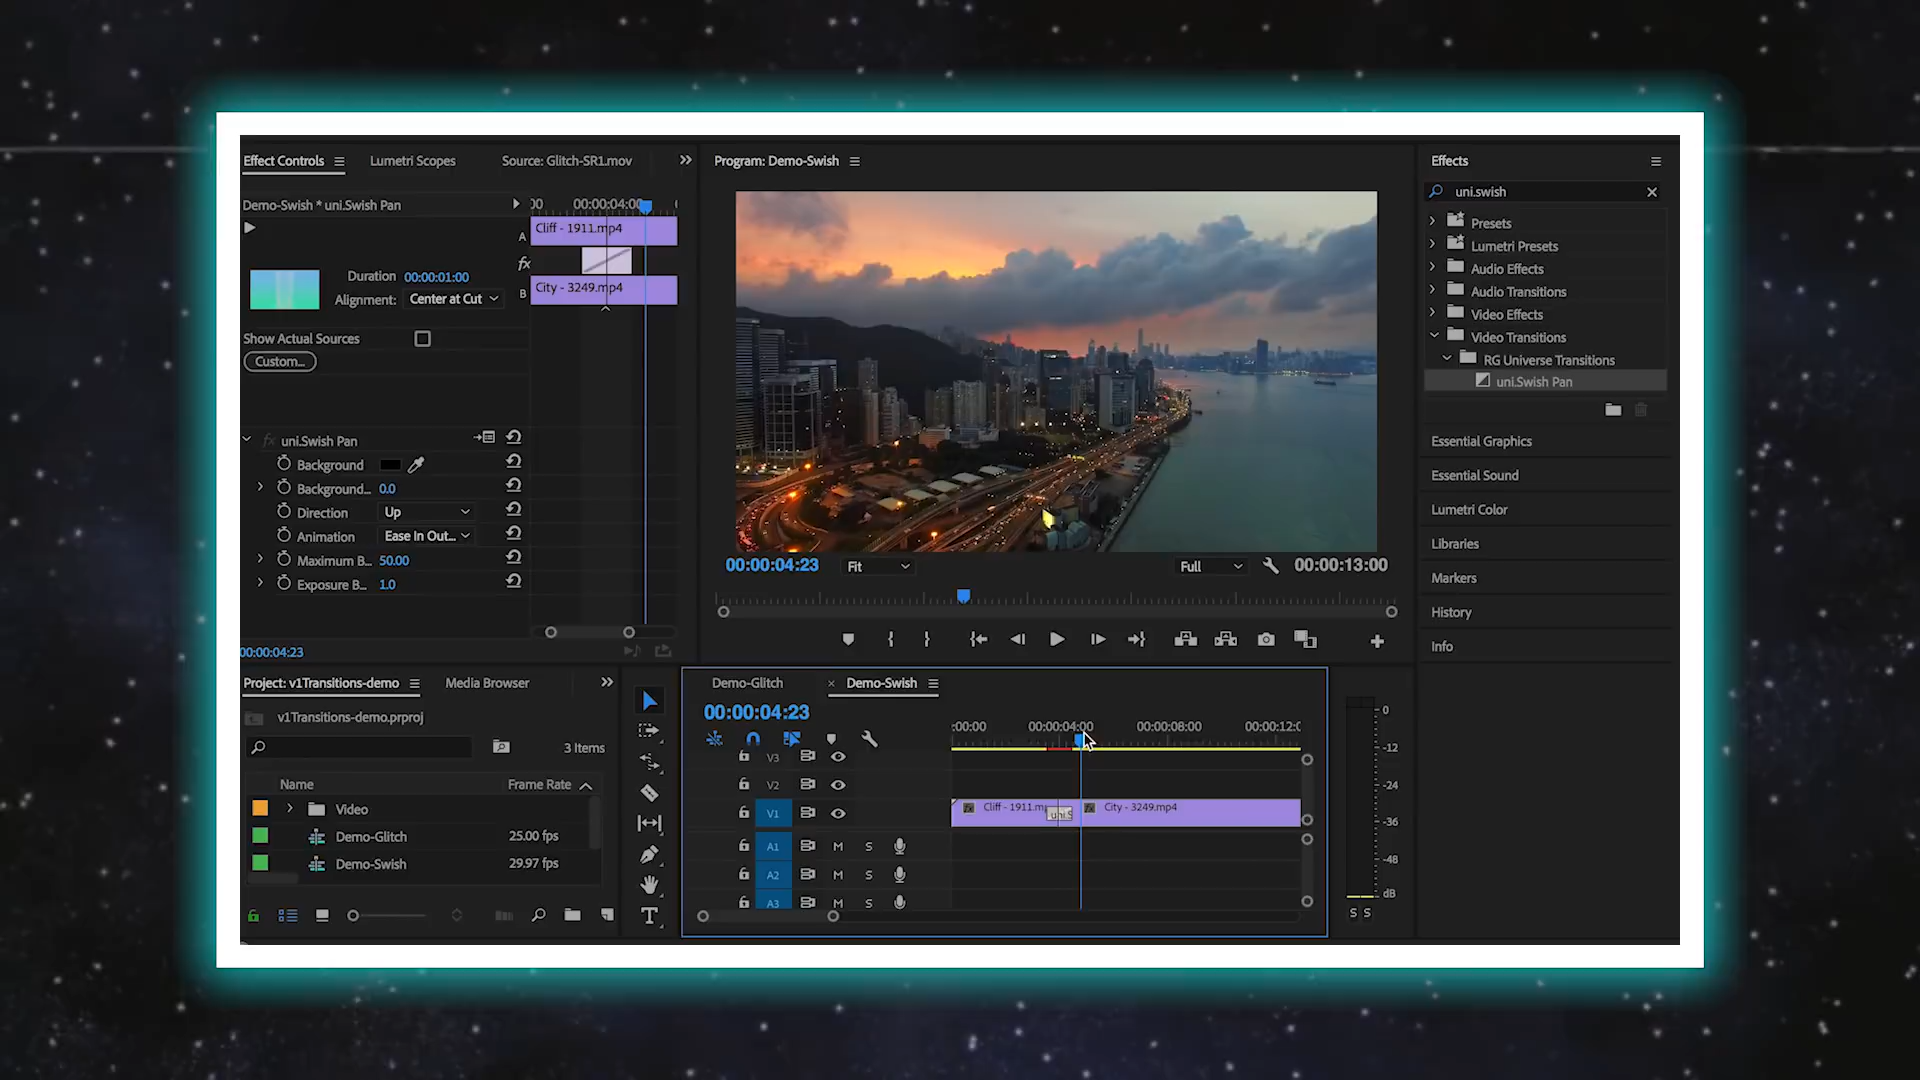 Effect Controls
Lumetri Scopes
Source: Glitch-SR1.mov
Demo-Swish * uni.Swish Pan
00:00:04:00
A
Cliff - 1911.mp4
fx
B
City - 3249.mp4
Duration 00:00:01:00
Alignment: Center at Cut
Show Actual Sources
Custom...
fx uni.Swish Pan
Background
Background... 0.0
Direction Up
Animation Ease In Out...
Maximum B... 50.00
Exposure B... 1.0
00:00:04:23
Program: Demo-Swish
00:00:04:23
Fit
Full
00:00:13:00
Effects
uni.swish
Presets
Lumetri Presets
Audio Effects
Audio Transitions
Video Effects
Video Transitions
RG Universe Transitions
uni.Swish Pan
Essential Graphics
Essential Sound
Lumetri Color
Libraries
Markers
History
Info
Project: v1Transitions-demo
Media Browser
v1Transitions-demo.prproj
3 Items
Name
Frame Rate
Video
Demo-Glitch 25.00 fps
Demo-Swish 29.97 fps
Demo-Glitch
Demo-Swish
00:00:04:23
:00:00
00:00:04:00
00:00:08:00
00:00:12:0
V3
V2
V1
Cliff - 1911.m
uni.S
City - 3249.mp4
A1 M S
A2 M S
A3 M S
0
-12
-24
-36
-48
dB
S S